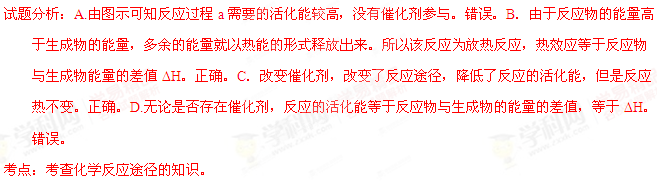 试题分析：A.由图示可知反应过程 a 需要的活化能较高，没有催化剂参与。错误。B．由于反应物的能量高
于生成物的能量，多余的能量就以热能的形式释放出来。所以该反应为放热反应，热效应等于反应物
与生成物能量的差值 ΔH。正确。C．改变催化剂，改变了反应途径，降低了反应的活化能，但是反应
热不变。正确。D.无论是否存在催化剂，反应的活化能等于反应物与生成物的能量的差值，等于 ΔH。
错误。
考点：考查化学反应途径的知识。